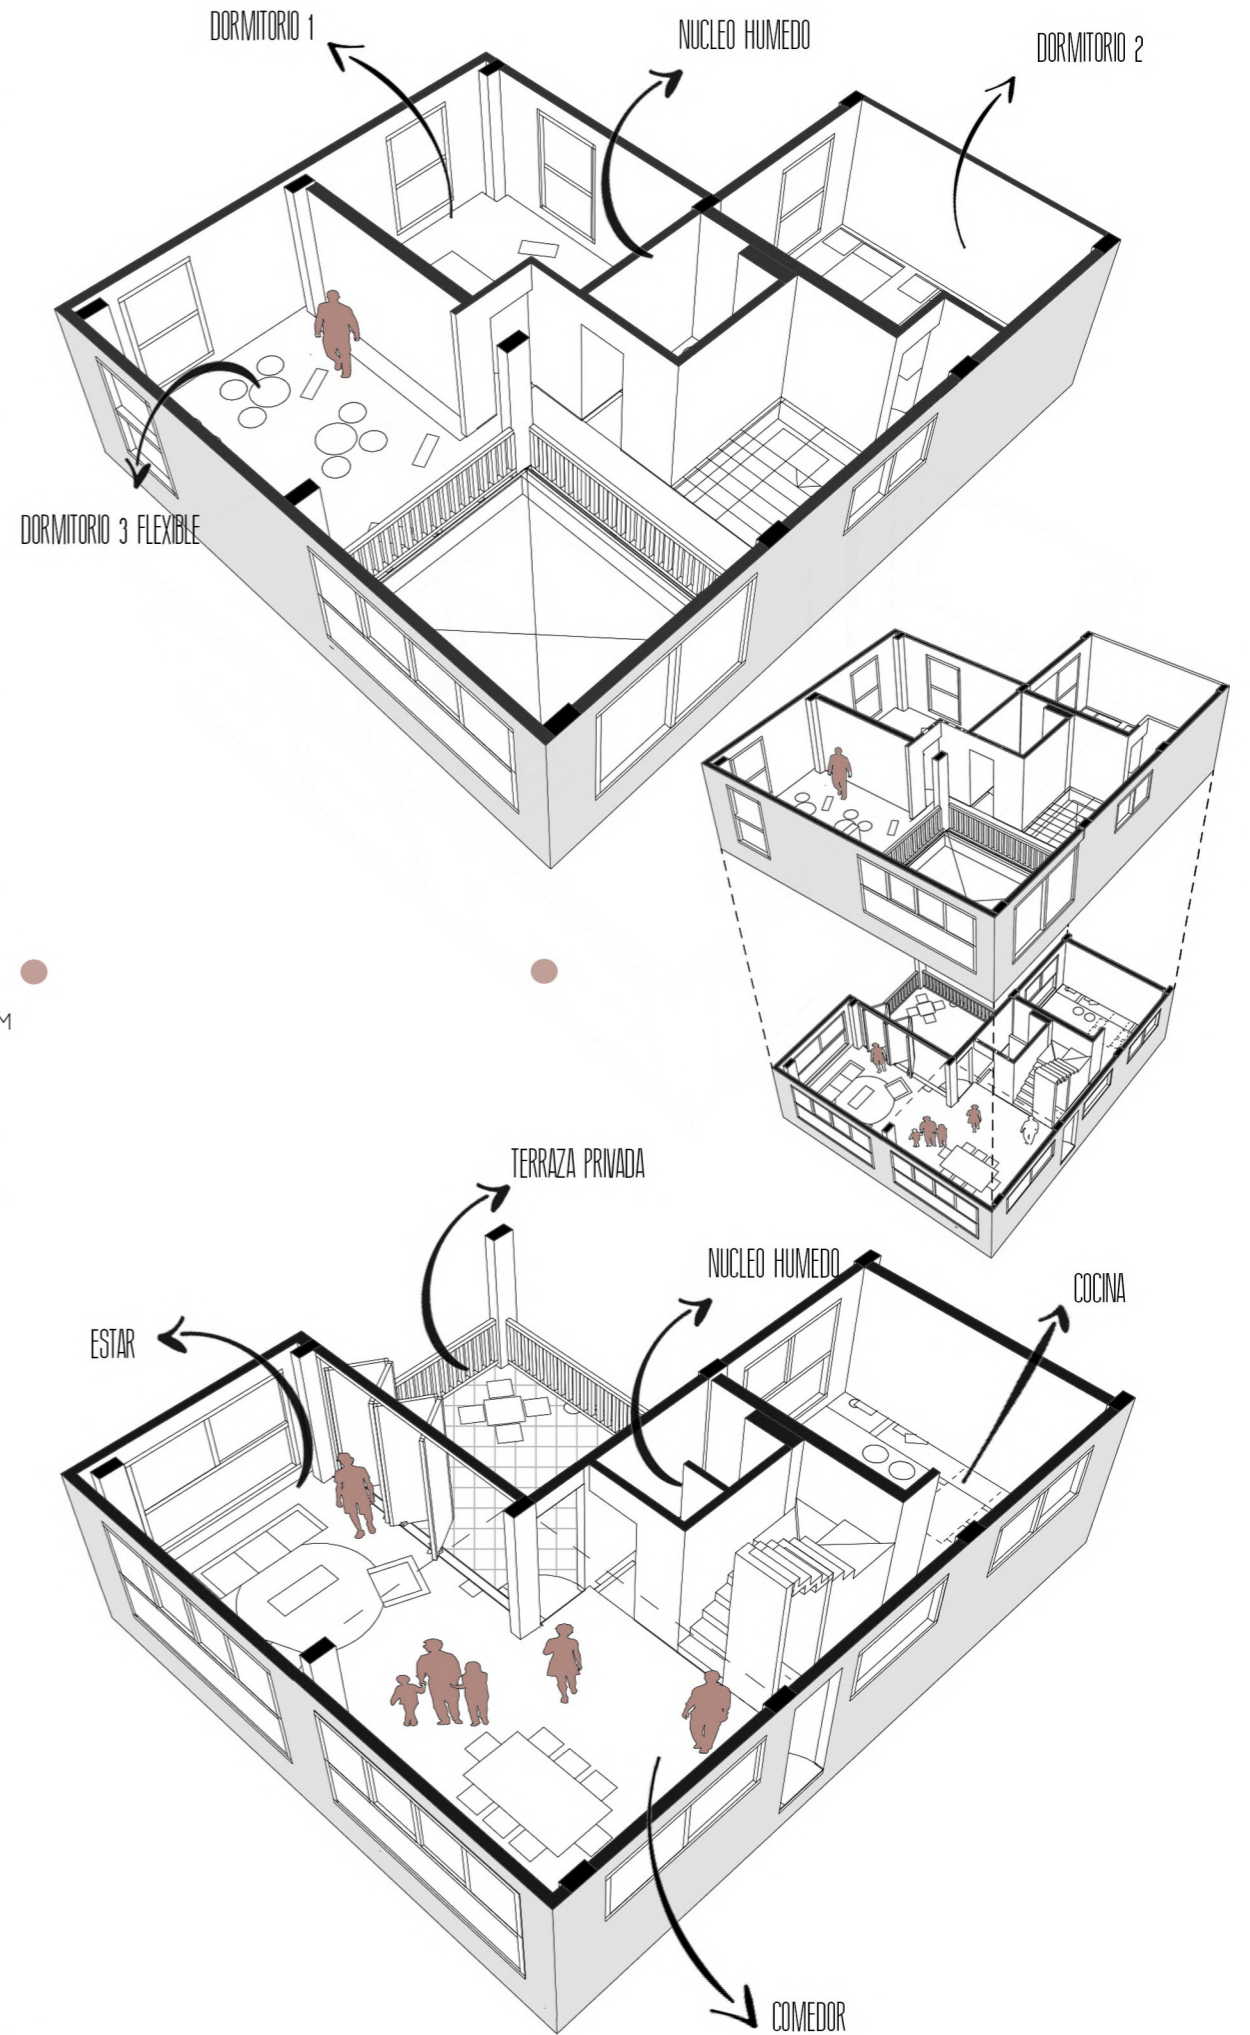 DORMITORIO 1
NUCLEO HUMEDO
DORMITORIO 2
DORMITORIO 3 FLEXIBLE
M
TERRAZA PRIVADA
NUCLEO HUMEDO
COCINA
ESTAR
COMEDOR